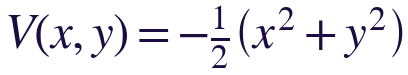 V(x, y) = −½(x² + y²)